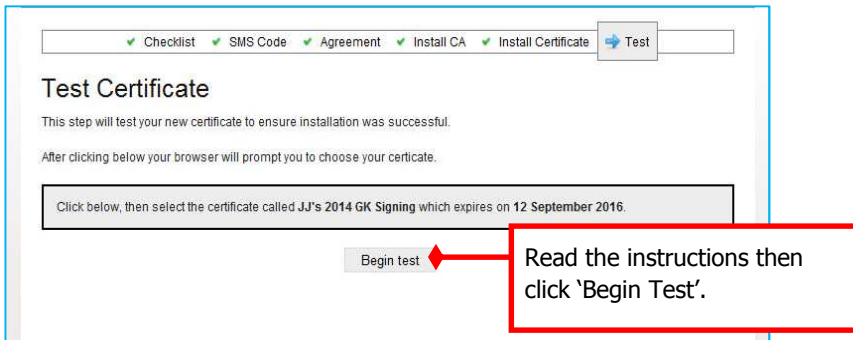 Checklist SMS Code Agreement Install CA Install Certificate Test
Test Certificate
This step will test your new certificate to ensure installation was successful.
After clicking below your browser will prompt you to choose your certicate.
Click below, then select the certificate called JJ's 2014 GK Signing which expires on 12 September 2016.
Begin test
Read the instructions then
click ‘Begin Test’.